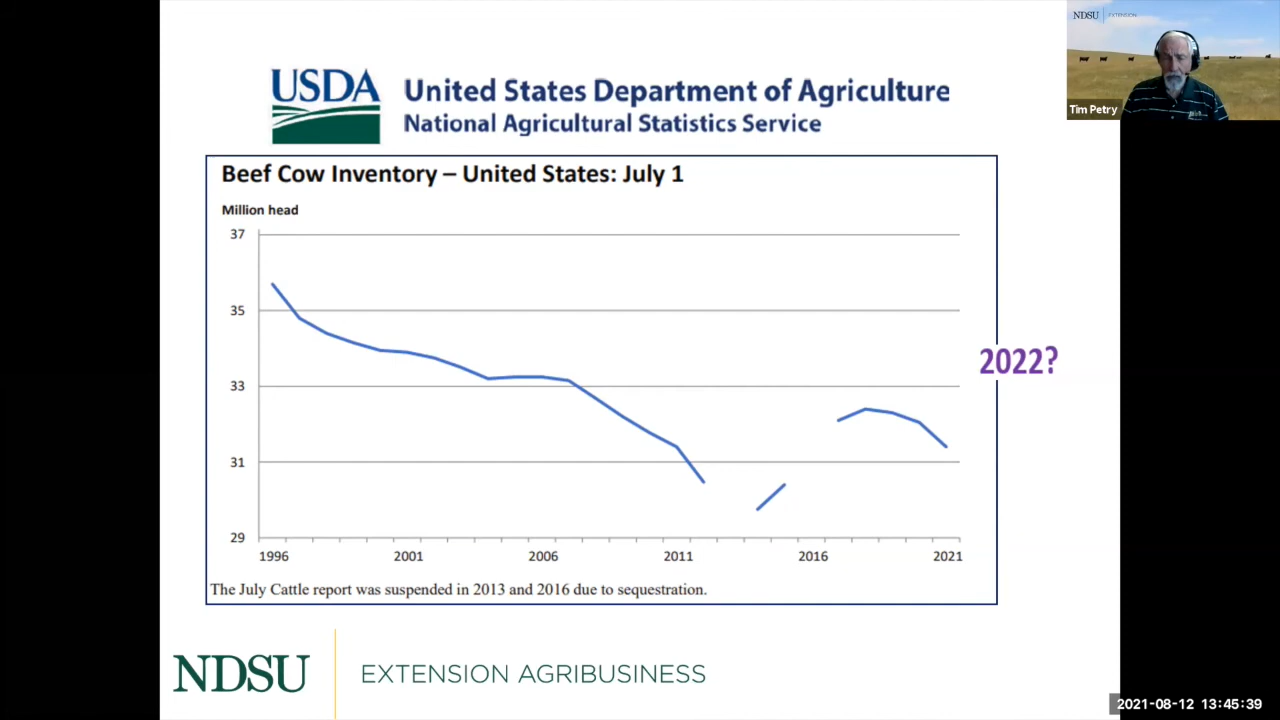 NDSU EXTENSION
Tim Petry
USDA
United States Department of Agriculture
National Agricultural Statistics Service
Beef Cow Inventory – United States: July 1
Million head
37
35
33
31
29
2022?
1996 2001 2006 2011 2016 2021
The July Cattle report was suspended in 2013 and 2016 due to sequestration.
NDSU EXTENSION AGRIBUSINESS
2021-08-12 13:45:39